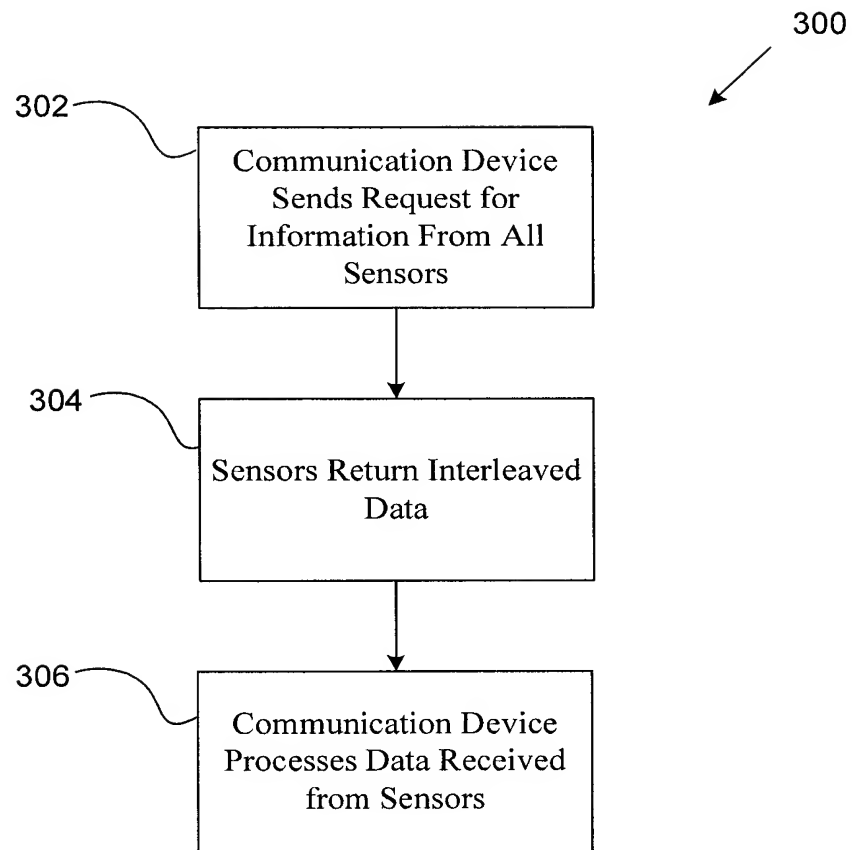 300
302
Communication Device
Sends Request for
Information From All
Sensors
304
Sensors Return Interleaved
Data
306
Communication Device
Processes Data Received
from Sensors